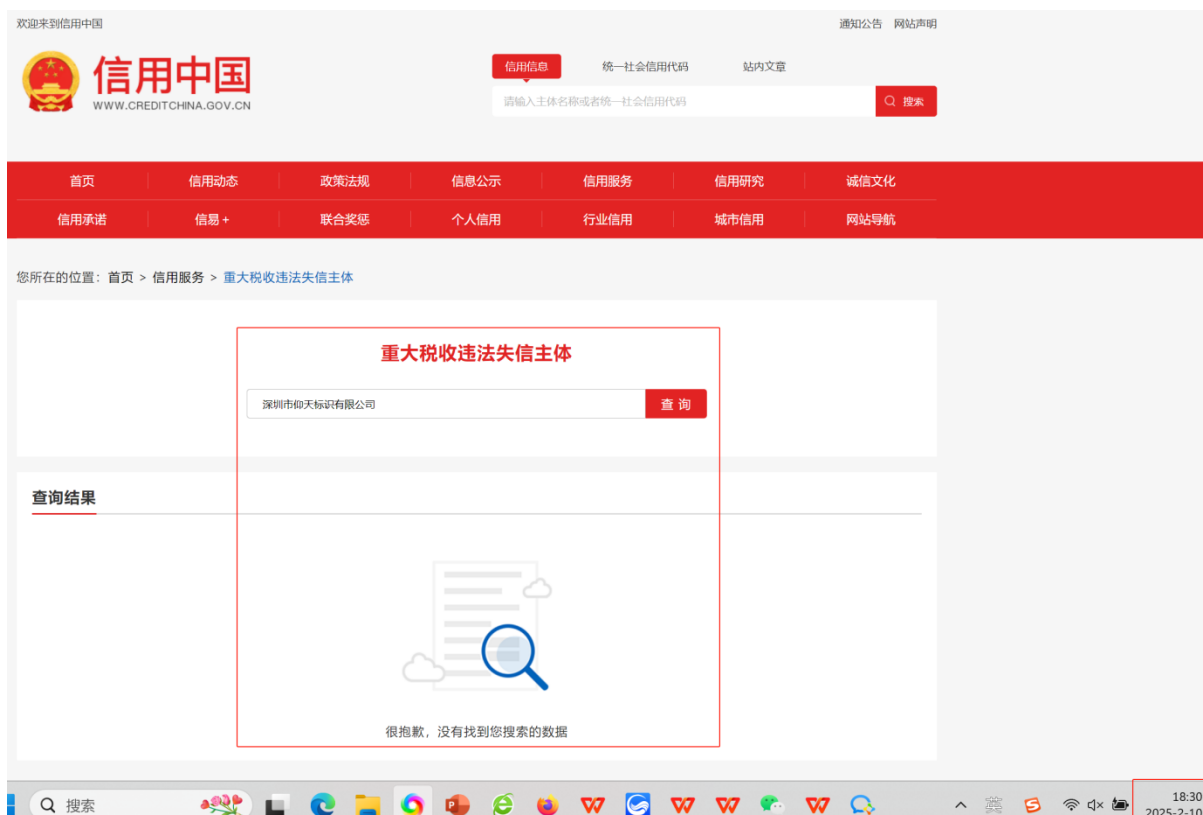 欢迎来到信用中国
通知公告 网站声明
信用中国
WWW.CREDITCHINA.GOV.CN
信用信息 统一社会信用代码 站内文章
请输入主体名称或者统一社会信用代码
搜索
首页 信用动态 政策法规 信息公示 信用服务 信用研究 诚信文化
信用承诺 信易+ 联合奖惩 个人信用 行业信用 城市信用 网站导航
您所在的位置：首页 > 信用服务 > 重大税收违法失信主体
重大税收违法失信主体
深圳市仰天标识有限公司
查询
查询结果
很抱歉，没有找到您搜索的数据
搜索
英
18:30
2025-2-10